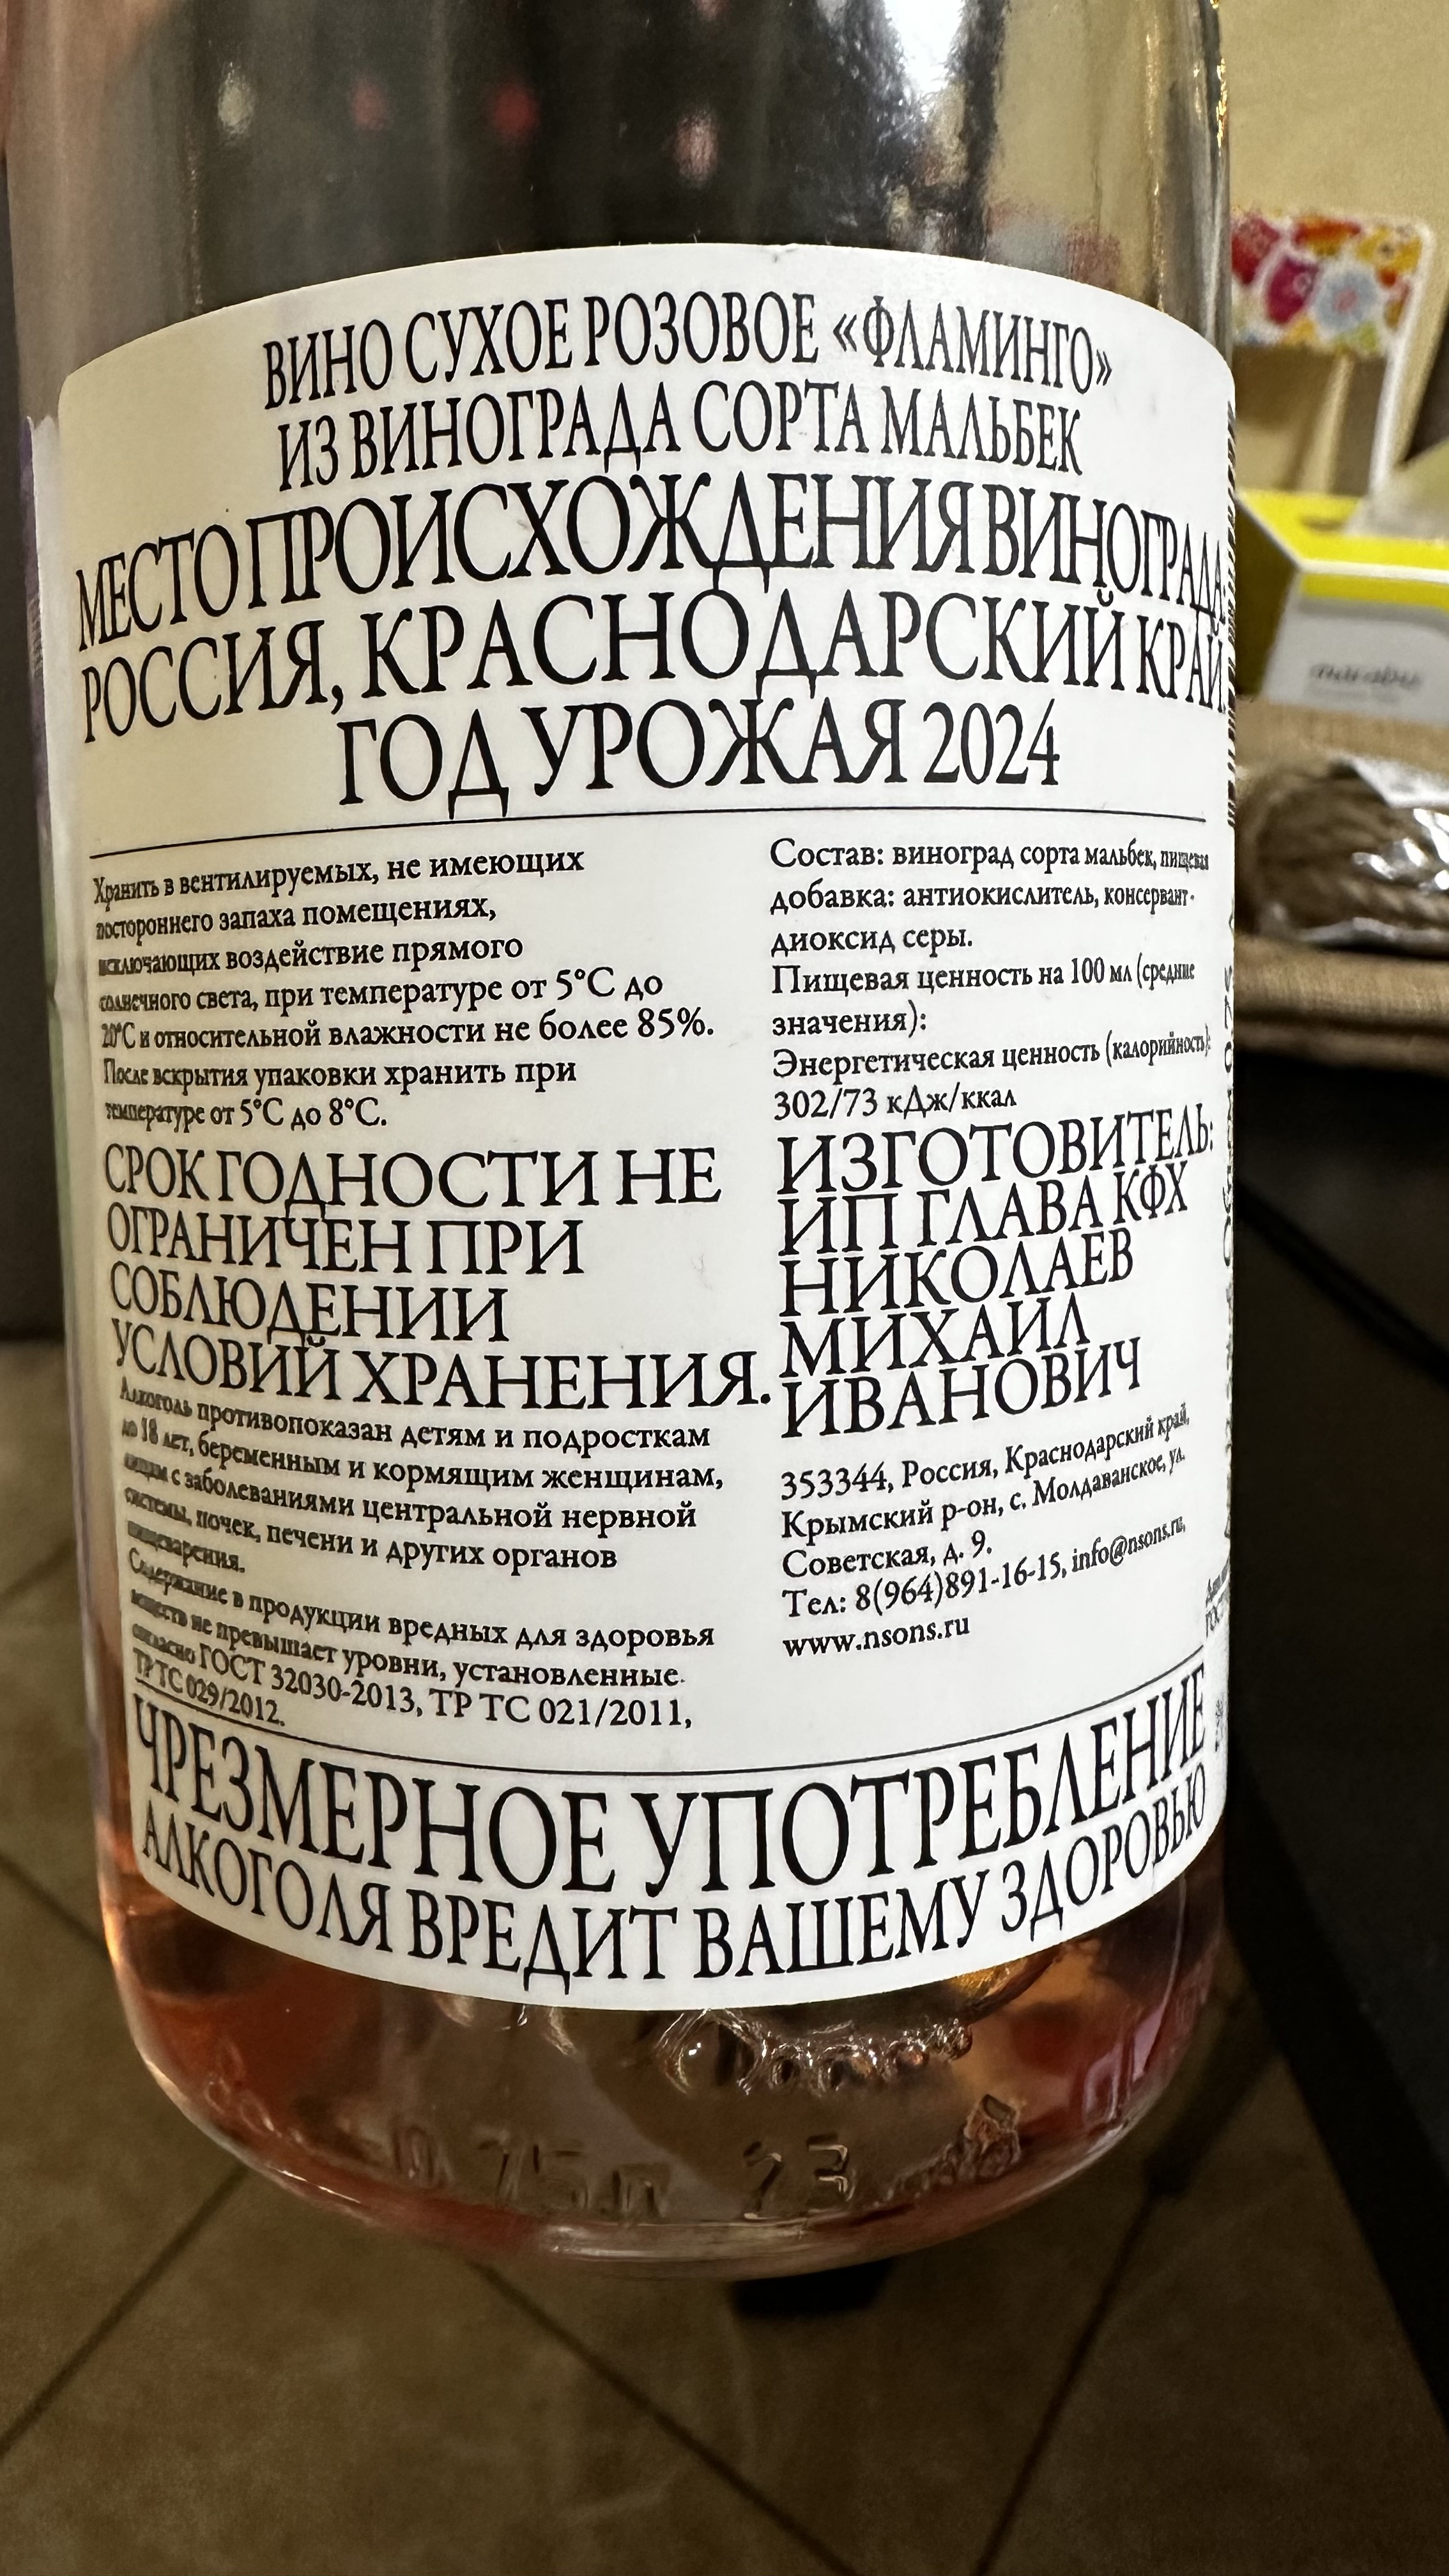 ВИНО СУХОЕ РОЗОВОЕ «ФЛАМИНГО»
ИЗ ВИНОГРАДА СОРТА МАЛЬБЕК
МЕСТО ПРОИСХОЖДЕНИЯ ВИНОГРАДА:
РОССИЯ, КРАСНОДАРСКИЙ КРАЙ.
ГОД УРОЖАЯ 2024
Хранить в вентилируемых, не имеющих
постороннего запаха помещениях,
исключающих воздействие прямого
солнечного света, при температуре от 5°C до
20°C и относительной влажности не более 85%.
После вскрытия упаковки хранить при
температуре от 5°C до 8°C.
СРОК ГОДНОСТИ НЕ
ОГРАНИЧЕН ПРИ
СОБЛЮДЕНИИ
УСЛОВИЙ ХРАНЕНИЯ.
Алкоголь противопоказан детям и подросткам
до 18 лет, беременным и кормящим женщинам,
лицам с заболеваниями центральной нервной
системы, почек, печени и других органов
пищеварения.
Содержание в продукции вредных для здоровья
веществ не превышает уровни, установленные
согласно ГОСТ 32030-2013, ТР ТС 021/2011,
ТР ТС 029/2012.
Состав: виноград сорта мальбек, пищевая
добавка: антиокислитель, консервант-
диоксид серы.
Пищевая ценность на 100 мл (средние
значения):
Энергетическая ценность (калорийность):
302/73 кДж/ккал
ИЗГОТОВИТЕЛЬ:
ИП ГЛАВА КФХ
НИКОЛАЕВ
МИХАИЛ
ИВАНОВИЧ
353344, Россия, Краснодарский край,
Крымский р-он, с. Молдаванское, ул.
Советская, д. 9.
Тел: 8(964)891-16-15, info@nsons.ru,
www.nsons.ru
ЧРЕЗМЕРНОЕ УПОТРЕБЛЕНИЕ
АЛКОГОЛЯ ВРЕДИТ ВАШЕМУ ЗДОРОВЬЮ
0.75л 23
marabu